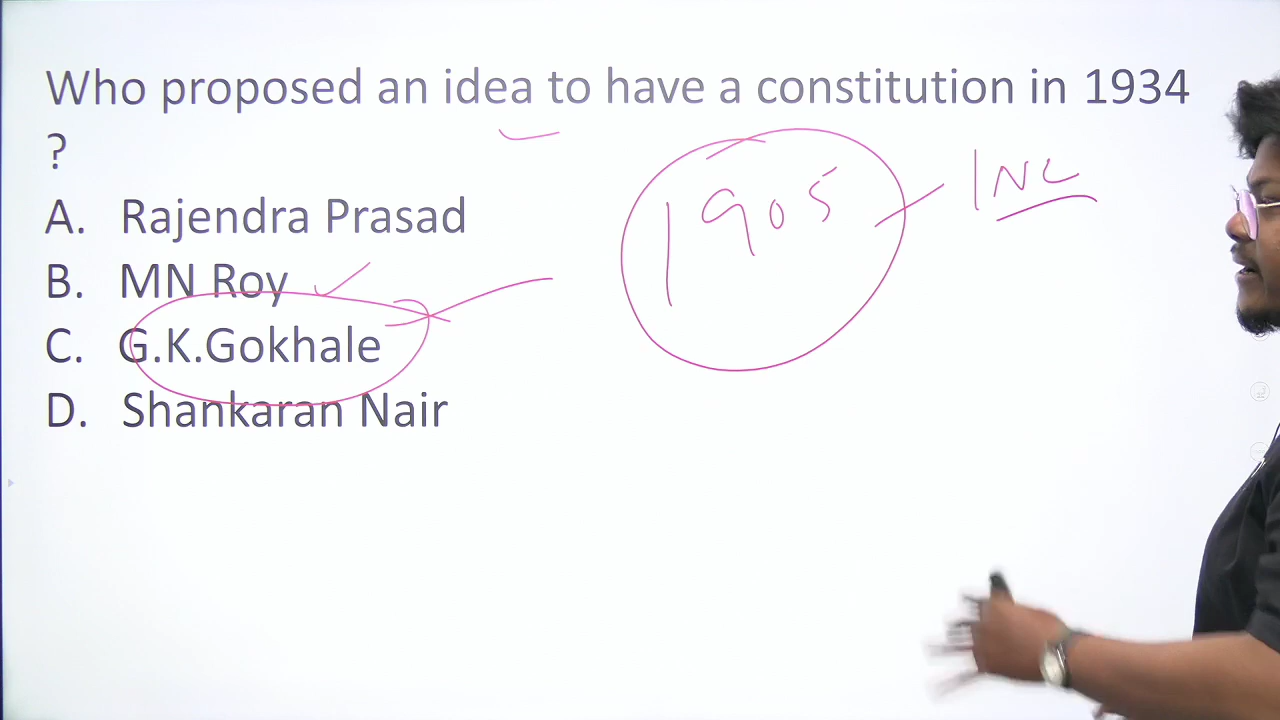 Who proposed an idea to have a constitution in 1934
?
1905 INC
A. Rajendra Prasad
B. MN Roy
C. G.K.Gokhale
D. Shankaran Nair